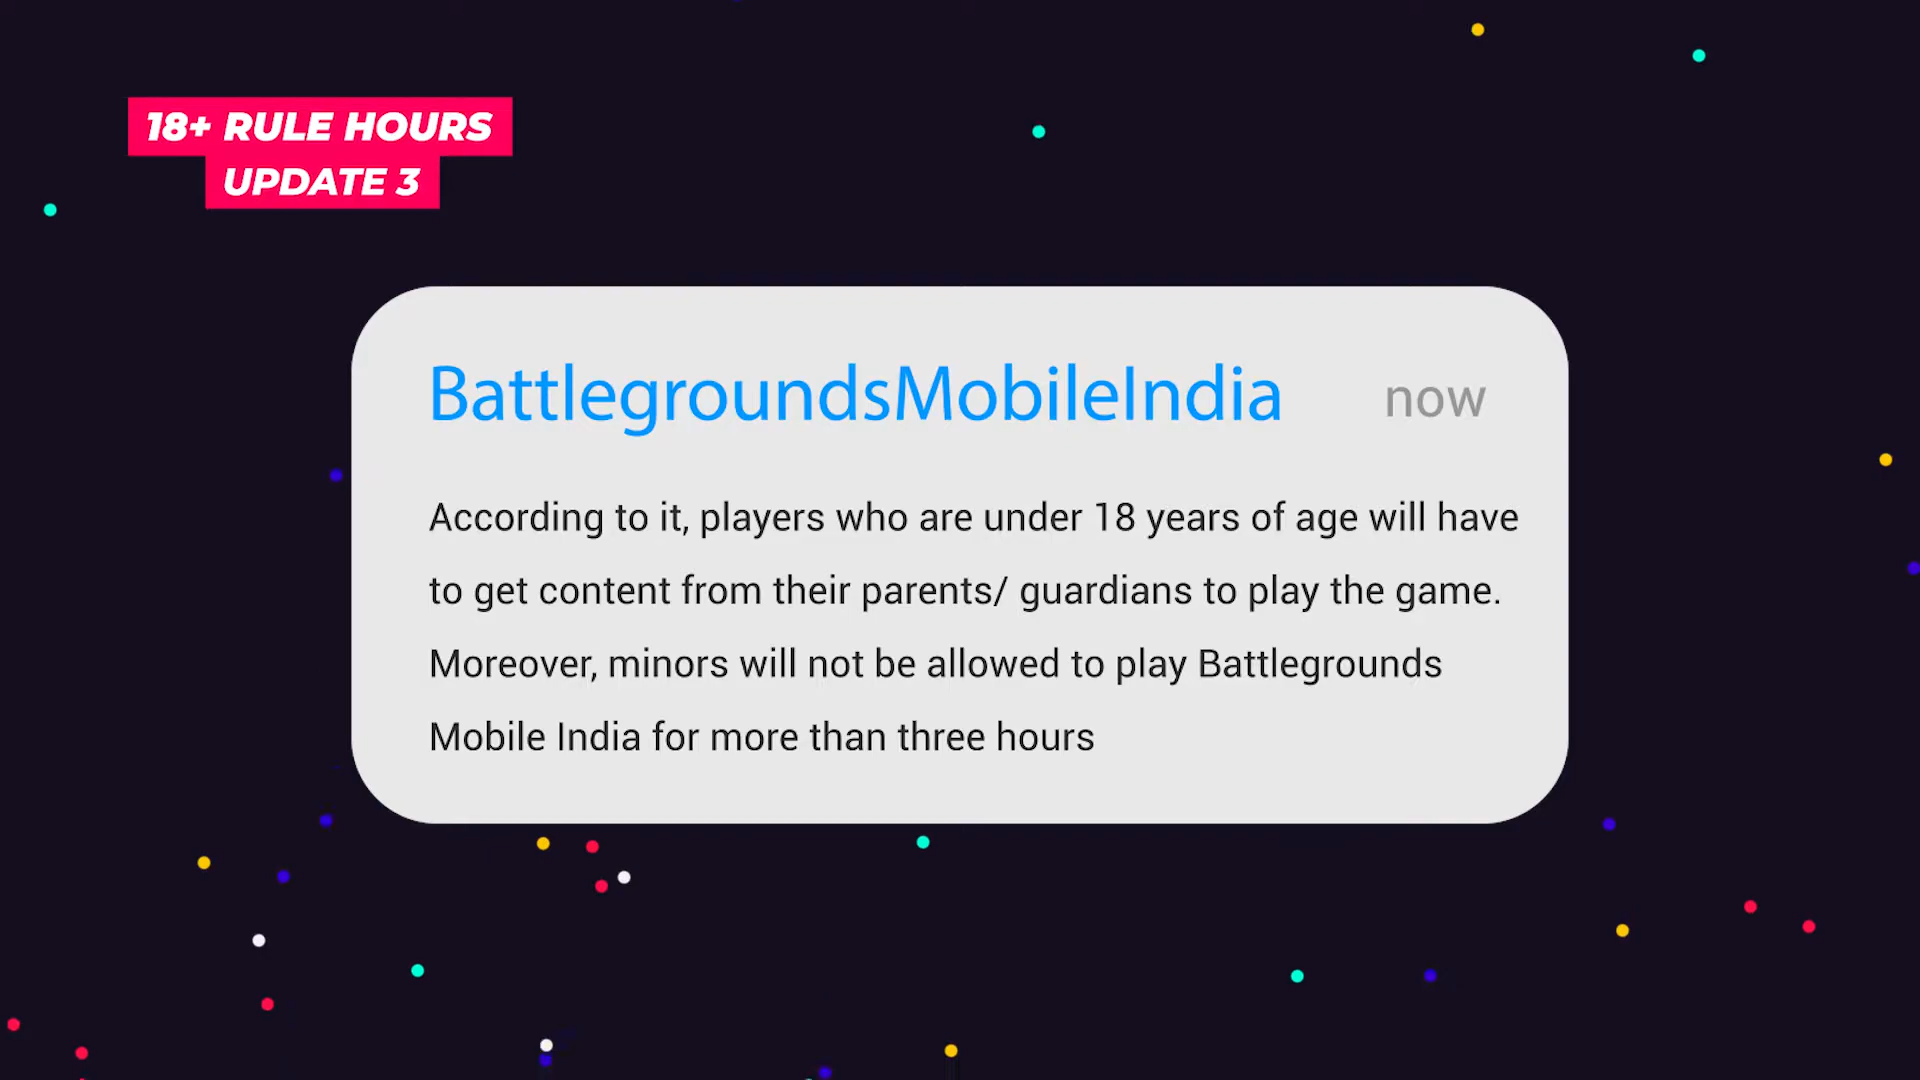 18+ RULE HOURS
UPDATE 3
BattlegroundsMobileIndia now
According to it, players who are under 18 years of age will have
to get content from their parents/ guardians to play the game.
Moreover, minors will not be allowed to play Battlegrounds
Mobile India for more than three hours